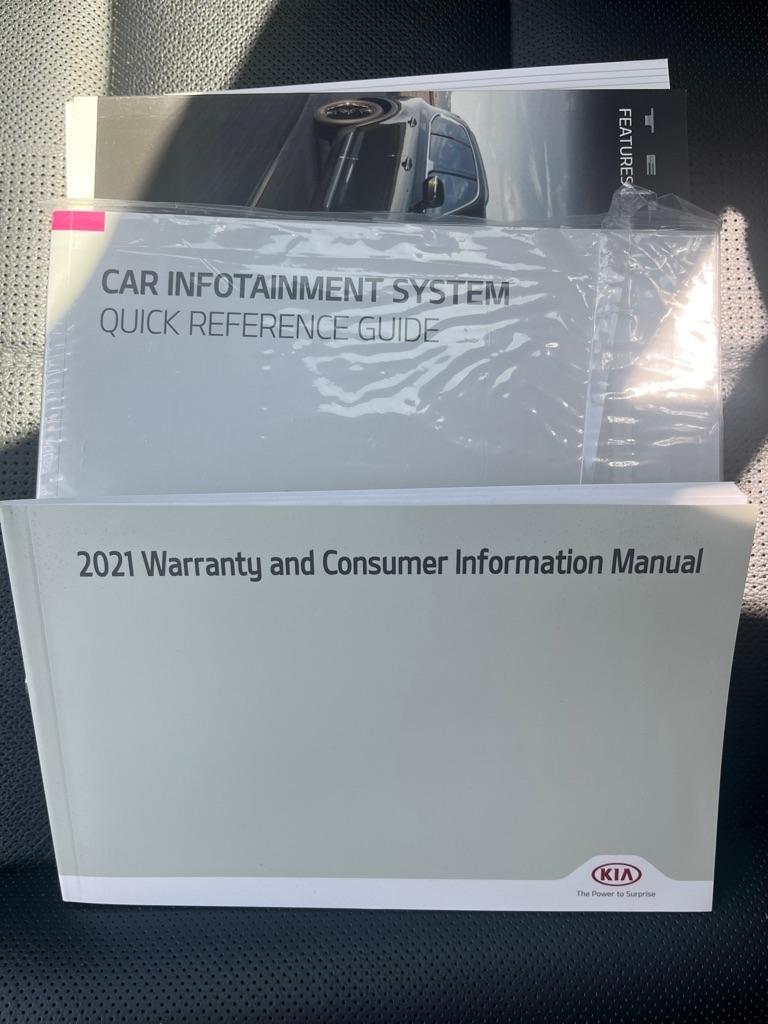 T E
FEATURES
CAR INFOTAINMENT SYSTEM
QUICK REFERENCE GUIDE
2021 Warranty and Consumer Information Manual
KIA
The Power to Surprise